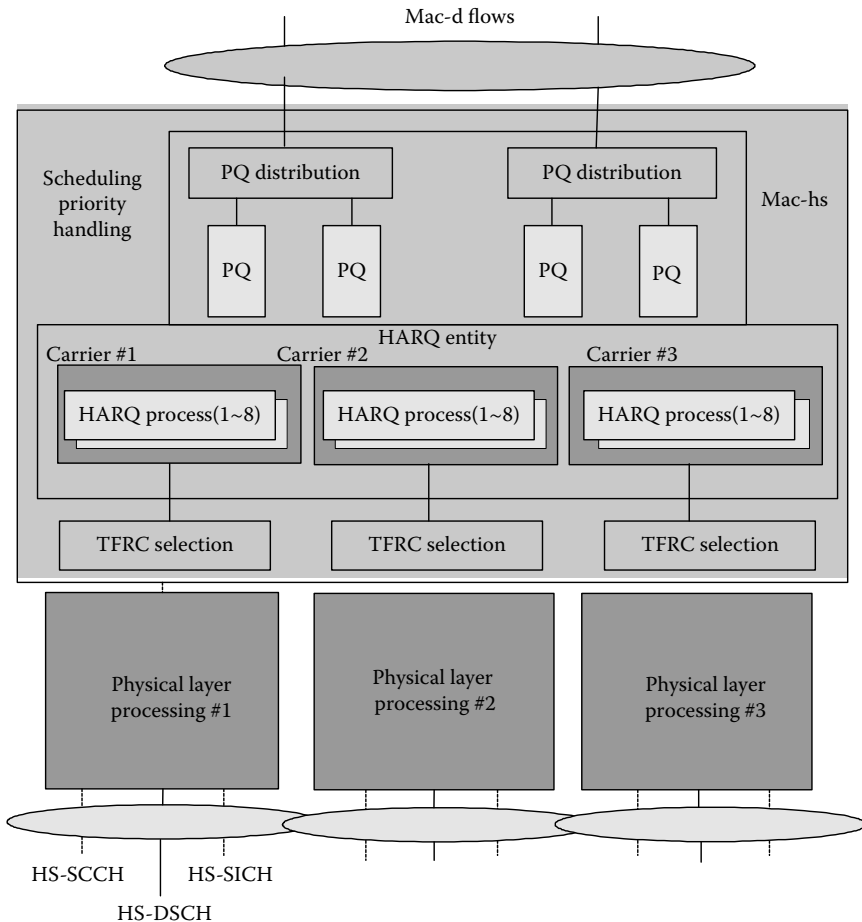 Mac-d flows
PQ distribution
PQ distribution
Scheduling
priority
handling
Mac-hs
PQ
PQ
PQ
PQ
HARQ entity
Carrier #1
Carrier #2
Carrier #3
HARQ process(1~8)
HARQ process(1~8)
HARQ process(1~8)
TFRC selection
TFRC selection
TFRC selection
Physical layer
processing #1
Physical layer
processing #2
Physical layer
processing #3
HS-SCCH
HS-SICH
HS-DSCH